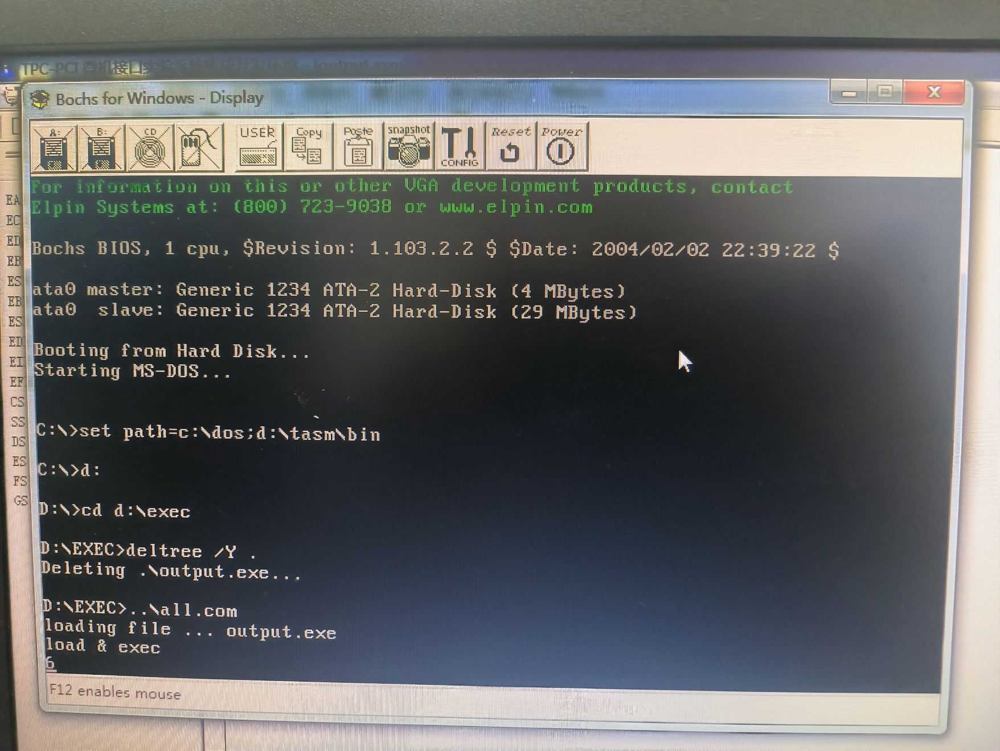 TPC-PCI
Bochs for Windows - Display
A:
B:
CD
USER
Copy
Paste
snapshot
CONFIG
Reset
Power
For information on this or other VGA development products, contact
Elpin Systems at: (800) 723-9038 or www.elpin.com
Bochs BIOS, 1 cpu, $Revision: 1.103.2.2 $ $Date: 2004/02/02 22:39:22 $
ata0 master: Generic 1234 ATA-2 Hard-Disk (4 MBytes)
ata0  slave: Generic 1234 ATA-2 Hard-Disk (29 MBytes)
Booting from Hard Disk...
Starting MS-DOS...
C:\>set path=c:\dos;d:\tasm\bin
C:\>d:
D:\>cd d:\exec
D:\EXEC>deltree /Y .
Deleting .\output.exe...
D:\EXEC>..\all.com
loading file ... output.exe
load & exec
6
F12 enables mouse
EA
EC
ED
EB
ES
EB
ES
ED
EI
EF
CS
SS
DS
ES
FS
GS